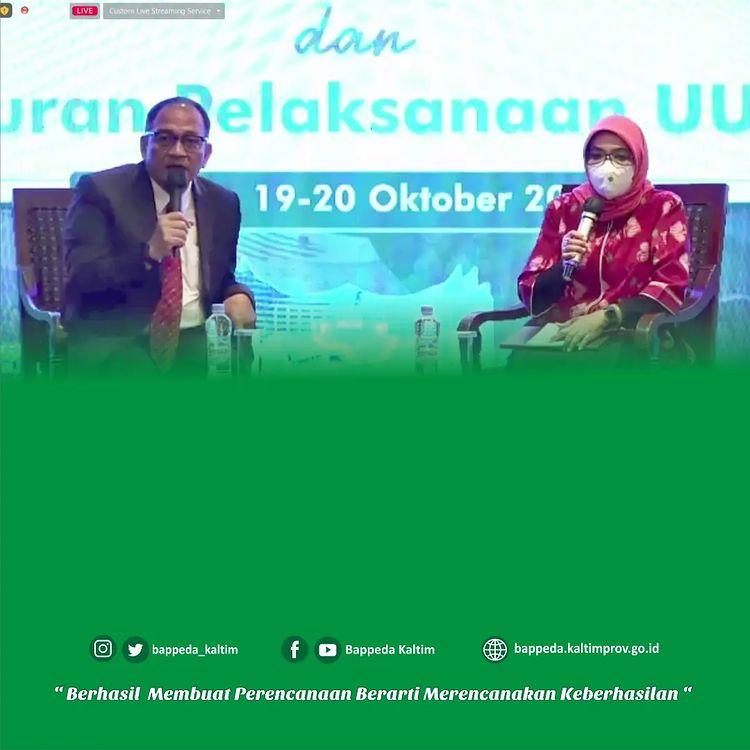 LIVE
Custom Live Streaming Service
dan
uran Pelaksanaan UU
19-20 Oktober 20
bappeda_kaltim
Bappeda Kaltim
bappeda.kaltimprov.go.id
“ Berhasil Membuat Perencanaan Berarti Merencanakan Keberhasilan “